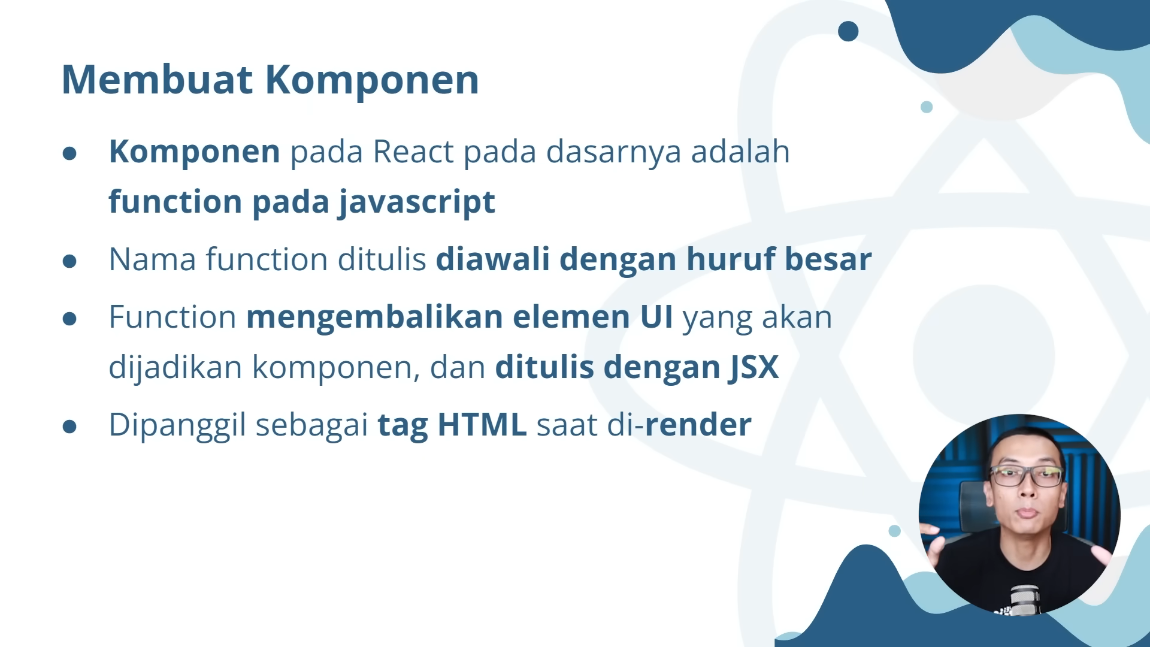 Membuat Komponen
● Komponen pada React pada dasarnya adalah
function pada javascript
● Nama function ditulis diawali dengan huruf besar
● Function mengembalikan elemen UI yang akan
dijadikan komponen, dan ditulis dengan JSX
● Dipanggil sebagai tag HTML saat di-render